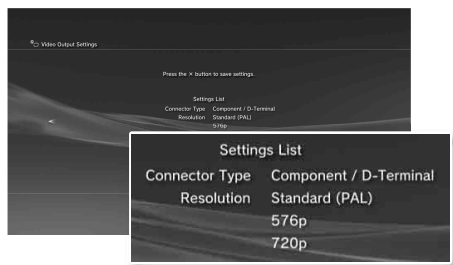 Video Output Settings
Press the × button to save settings.
Settings List
Connector Type Component / D-Terminal
Resolution Standard (PAL)
576p
Settings List
Connector Type Component / D-Terminal
Resolution Standard (PAL)
576p
720p